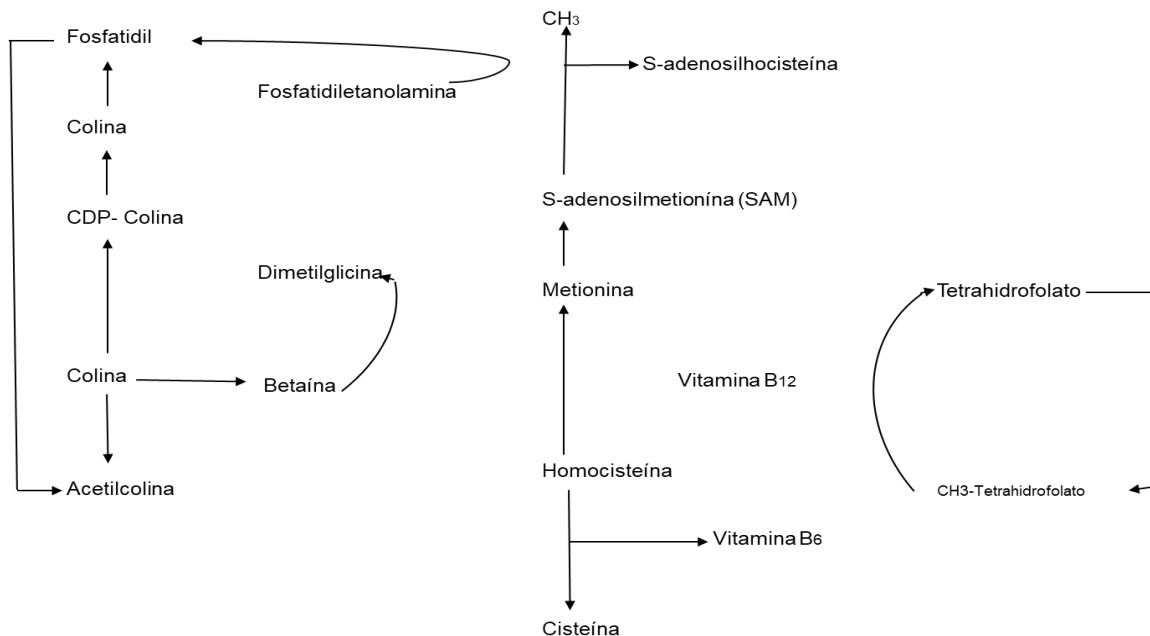 CH₃
Fosfatidil
S-adenosilhocisteína
Fosfatidiletanolamina
Colina
S-adenosilmetionína (SAM)
CDP- Colina
Dimetilglicina
Metionina
Tetrahidrofolato
Colina
Betaína
Vitamina B₁₂
Homocisteína
Acetilcolina
CH3-Tetrahidrofolato
Vitamina B₆
Cisteína